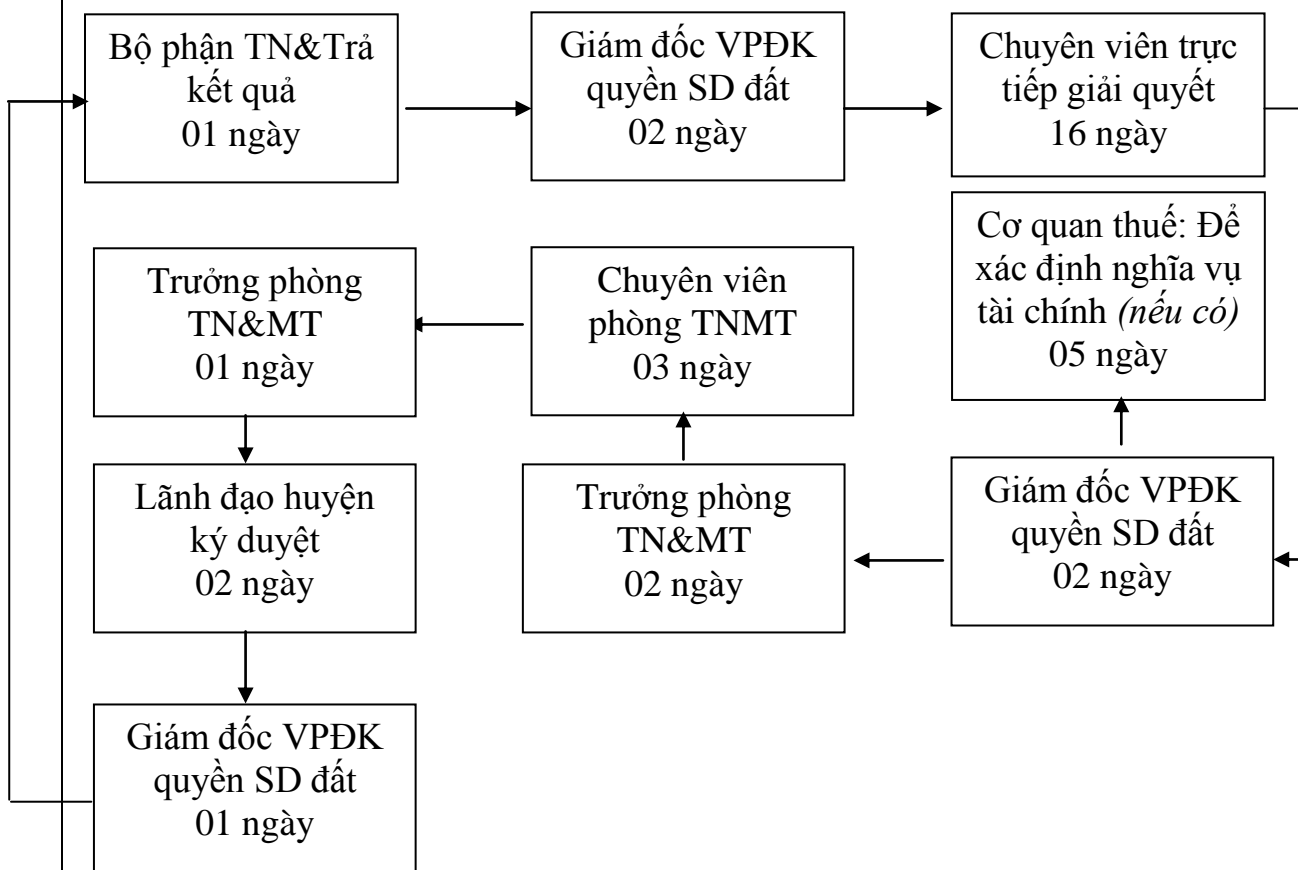 Bộ phận TN&Trả
kết quả
01 ngày
Giám đốc VPĐK
quyền SD đất
02 ngày
Chuyên viên trực
tiếp giải quyết
16 ngày
Cơ quan thuế: Để
xác định nghĩa vụ
tài chính (nếu có)
05 ngày
Trưởng phòng
TN&MT
01 ngày
Chuyên viên
phòng TNMT
03 ngày
Lãnh đạo huyện
ký duyệt
02 ngày
Trưởng phòng
TN&MT
02 ngày
Giám đốc VPĐK
quyền SD đất
02 ngày
Giám đốc VPĐK
quyền SD đất
01 ngày